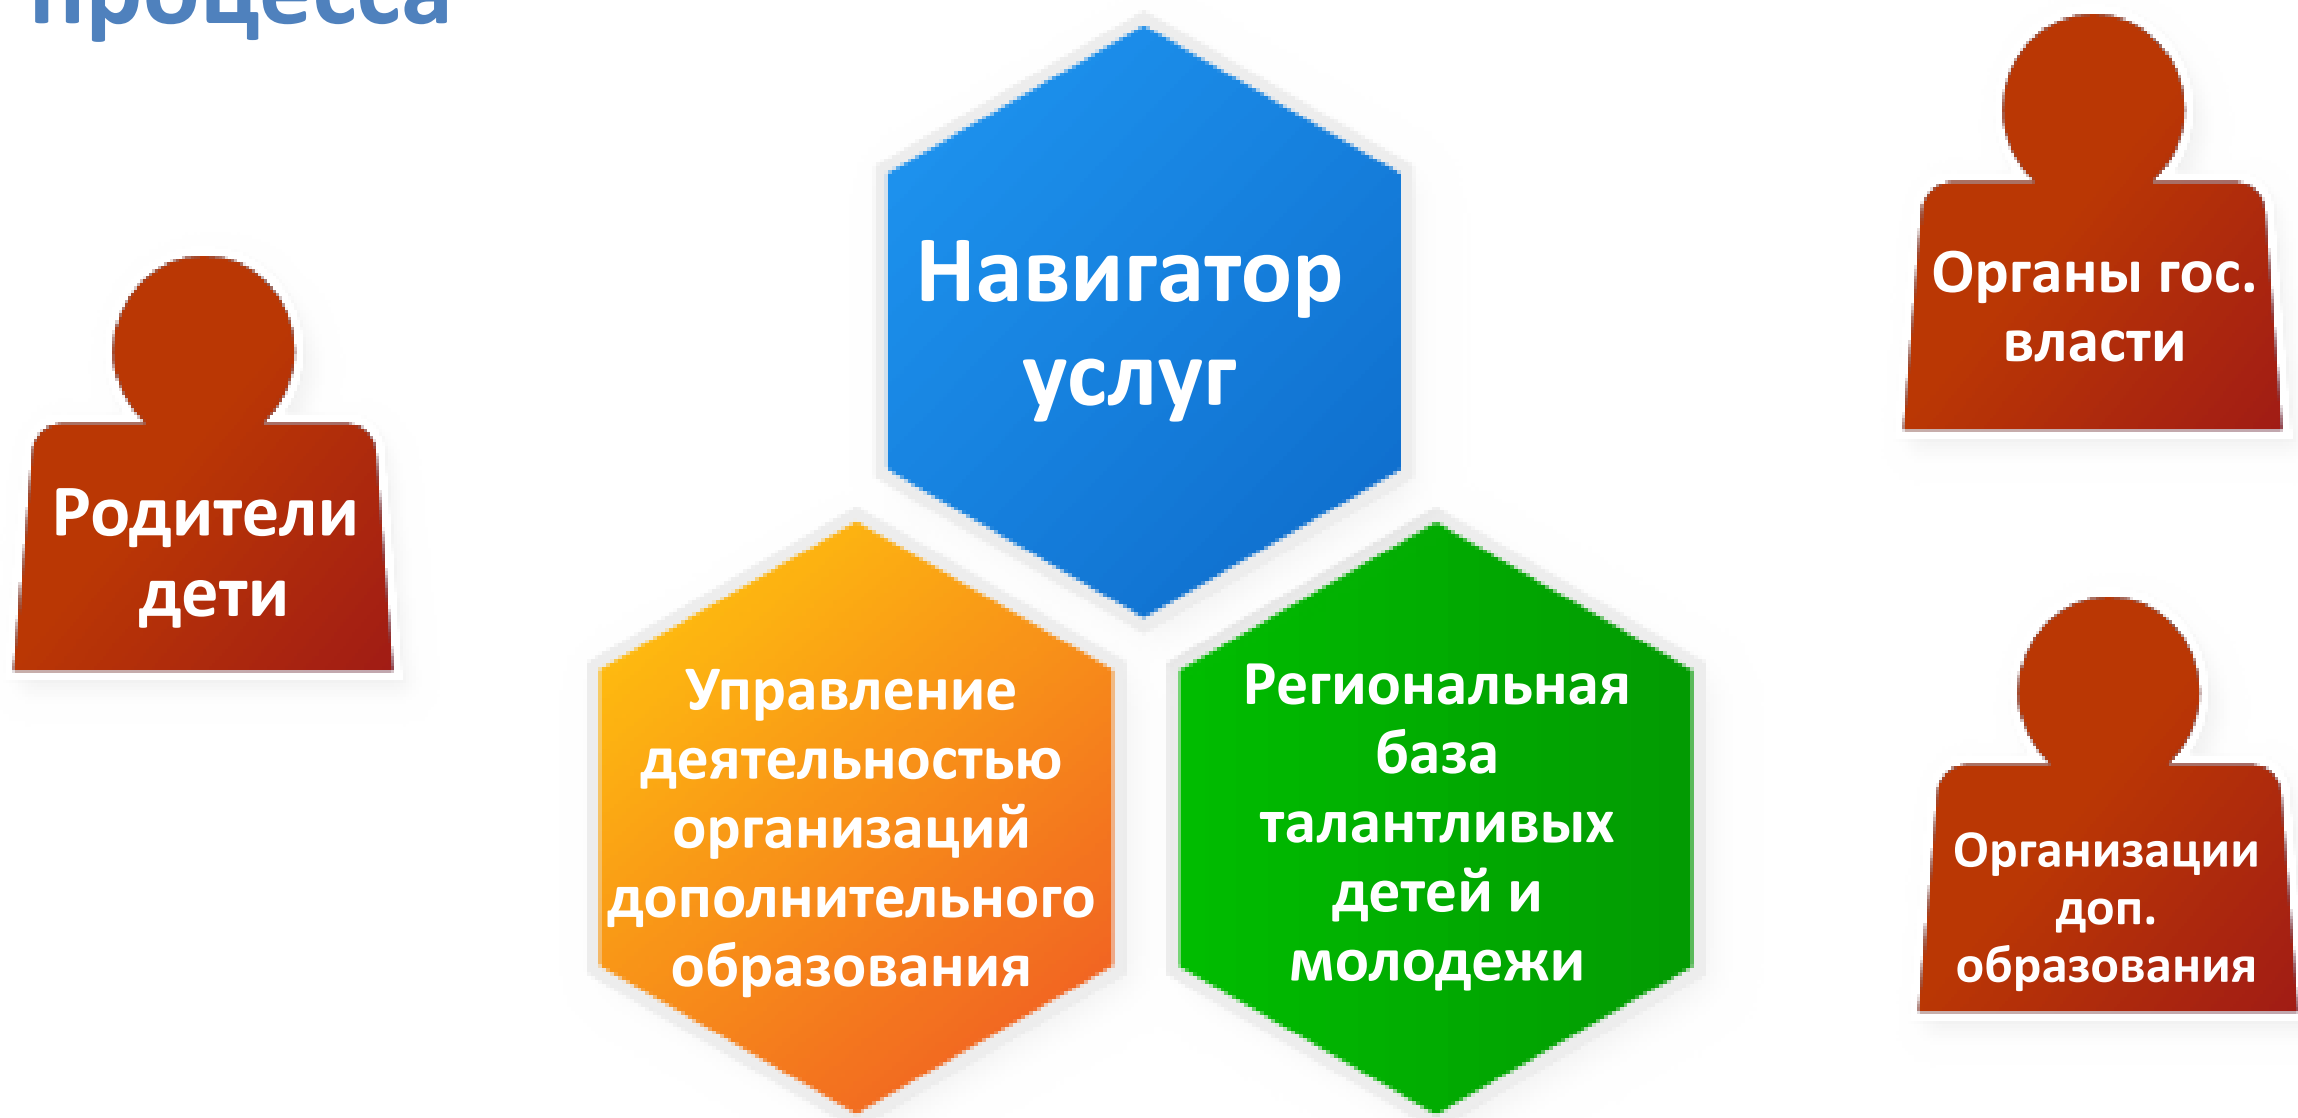 процесса
Навигатор
услуг
Органы гос.
власти
Родители
дети
Управление
деятельностью
организаций
дополнительного
образования
Региональная
база
талантливых
детей и
молодежи
Организации
доп.
образования